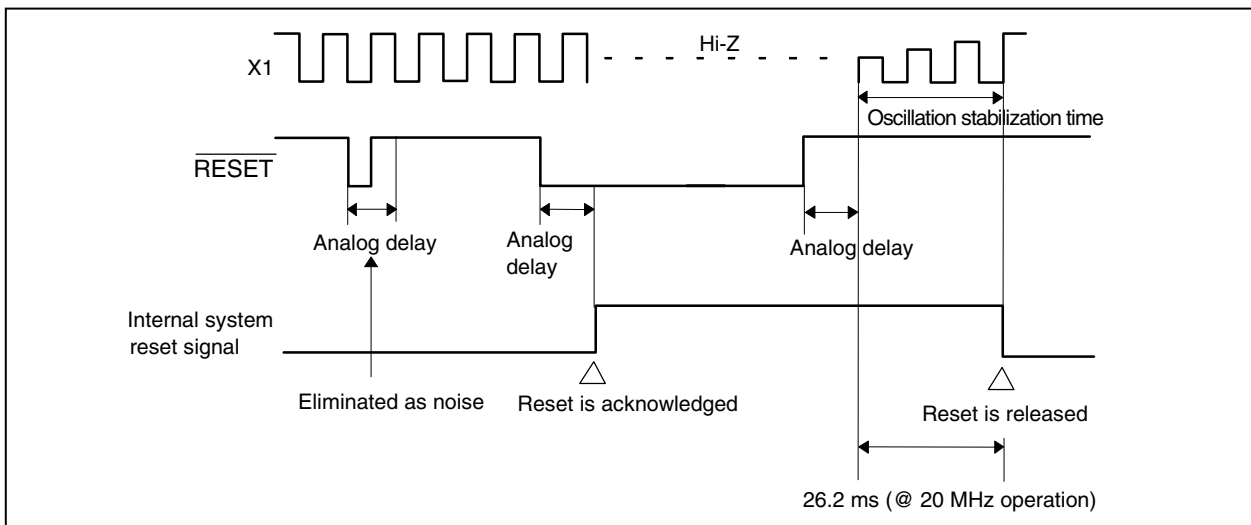 Hi-Z
X1
Oscillation stabilization time
RESET
Analog delay
Analog
delay
Analog delay
Internal system
reset signal
Eliminated as noise
Reset is acknowledged
Reset is released
26.2 ms (@ 20 MHz operation)